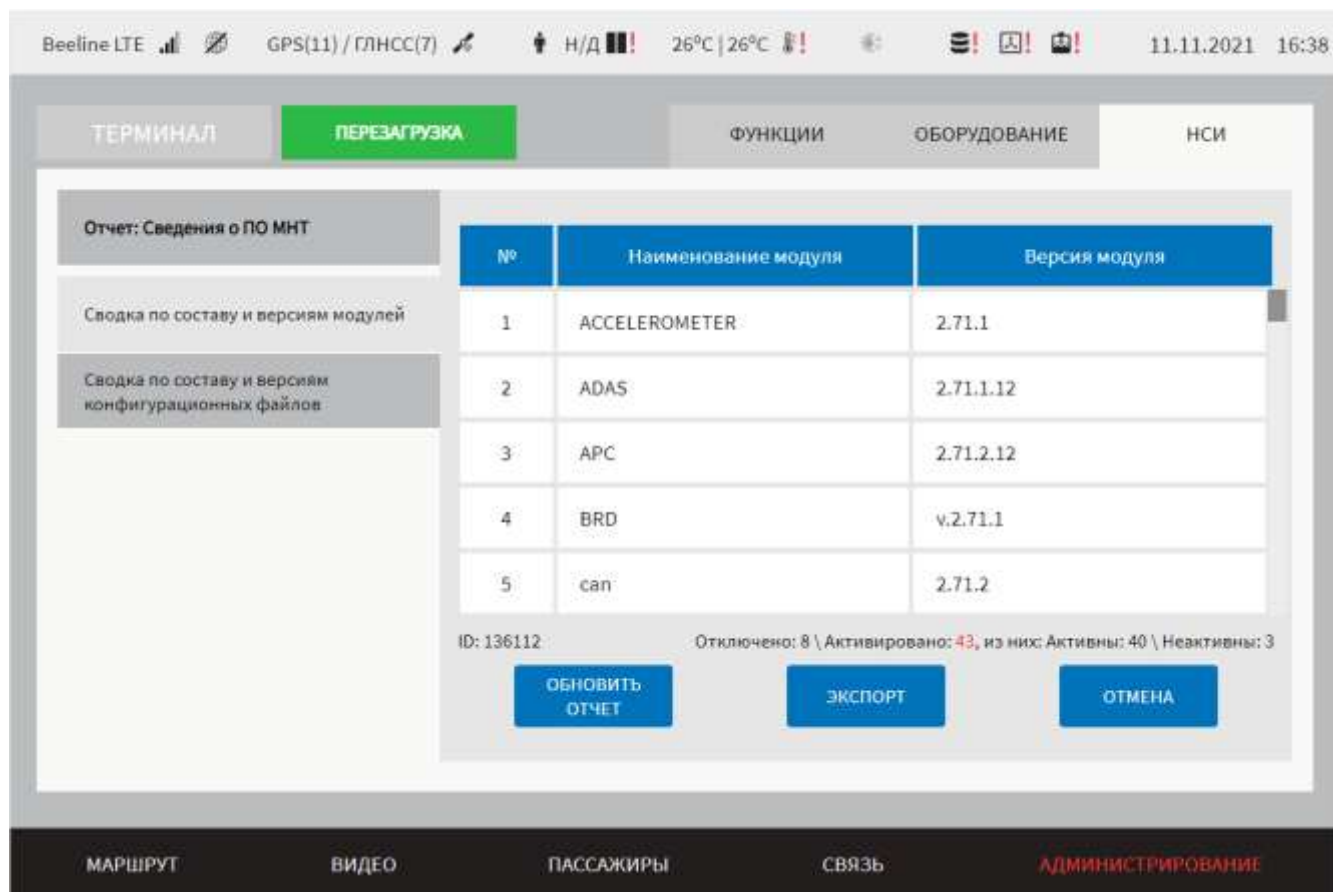 Beeline LTE GPS(11) / ГЛНСС(7) Н/Д ! 26°C | 26°C ! ! ! ! 11.11.2021 16:38
ТЕРМИНАЛ ПЕРЕЗАГРУЗКА ФУНКЦИИ ОБОРУДОВАНИЕ НСИ
Отчет: Сведения о ПО МНТ
Сводка по составу и версиям модулей
Сводка по составу и версиям
конфигурационных файлов
№ Наименование модуля Версия модуля
1 ACCELEROMETER 2.71.1
2 ADAS 2.71.1.12
3 APC 2.71.2.12
4 BRD v.2.71.1
5 can 2.71.2
ID: 136112 Отключено: 8 \ Активировано: 43, из них: Активны: 40 \ Неактивны: 3
ОБНОВИТЬ
ОТЧЕТ
ЭКСПОРТ
ОТМЕНА
МАРШРУТ ВИДЕО ПАССАЖИРЫ СВЯЗЬ АДМИНИСТРИРОВАНИЕ